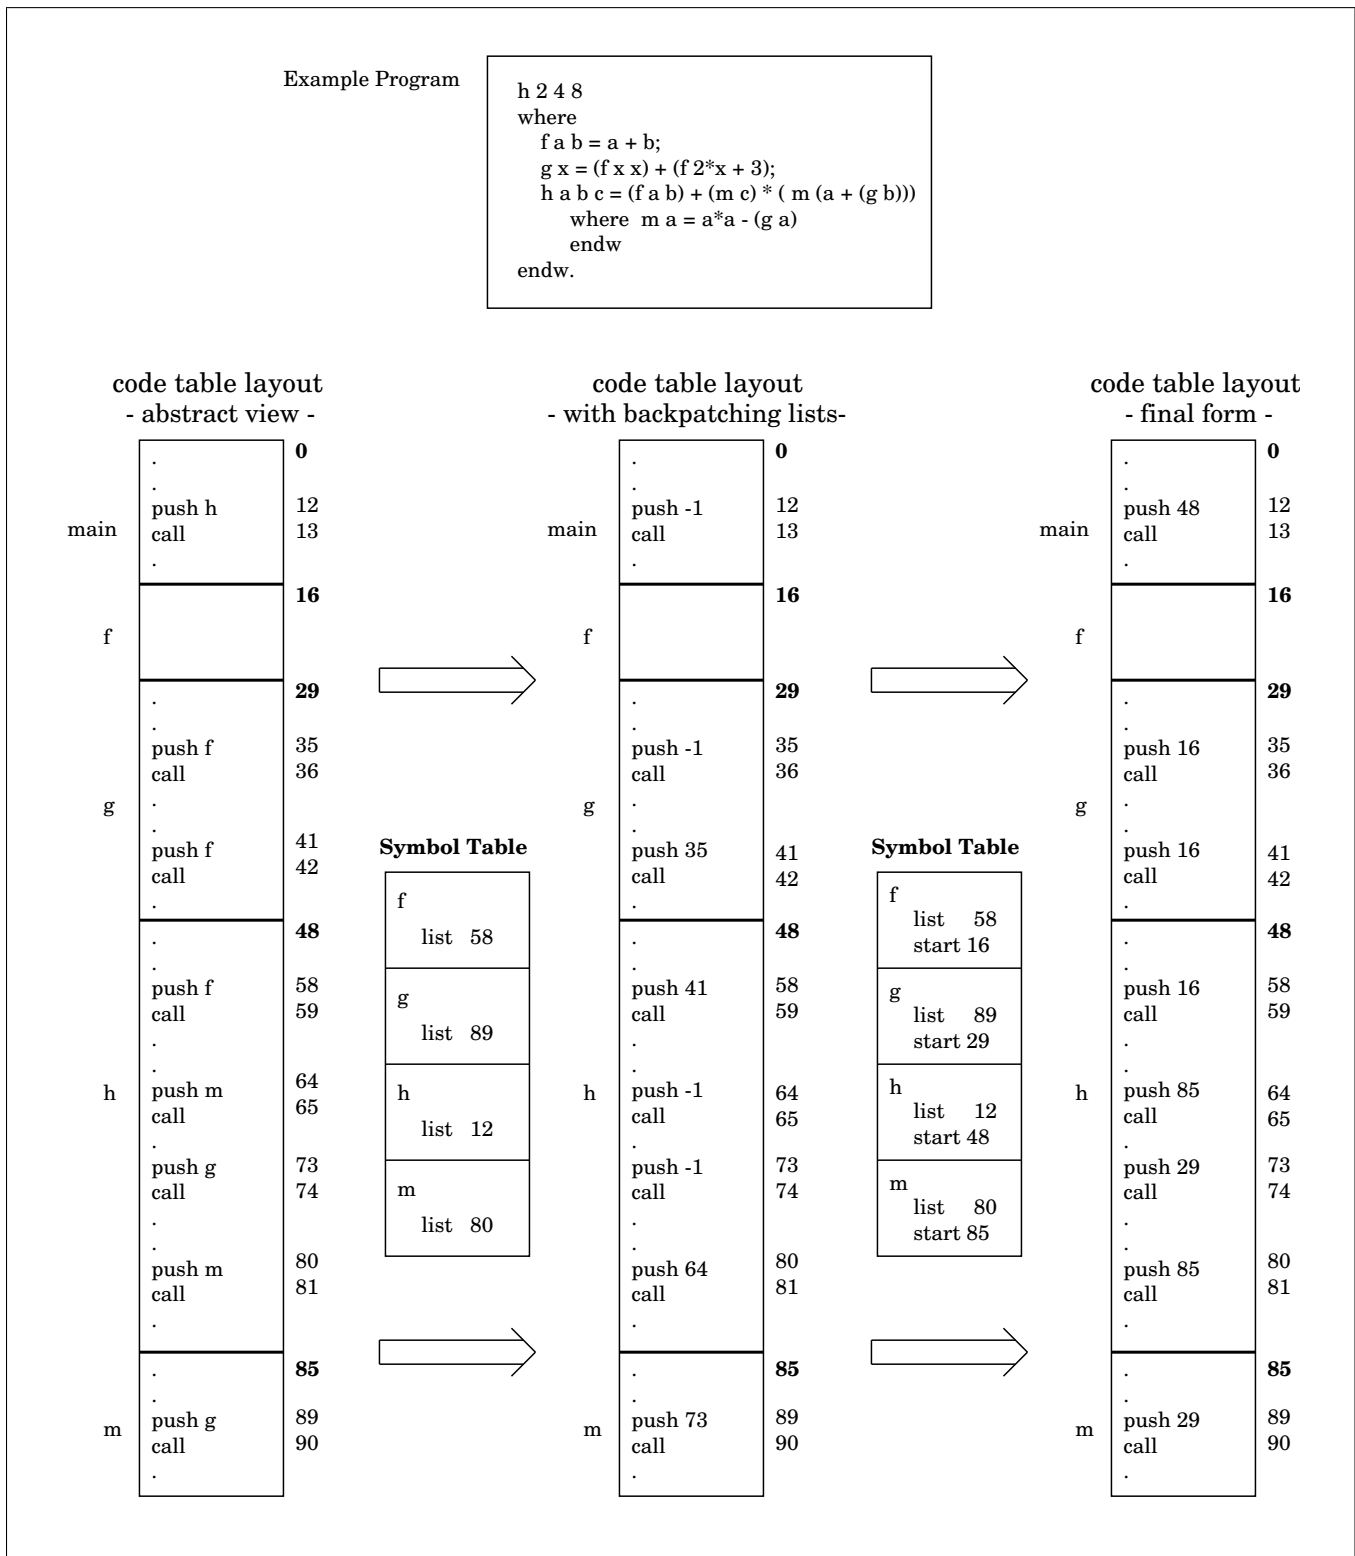 Example Program
h 2 4 8
where
f a b = a + b;
g x = (f x x) + (f 2*x + 3);
h a b c = (f a b) + (m c) * ( m (a + (g b)))
where m a = a*a - (g a)
endw
endw.
code table layout
- abstract view -
0
.
.
push h 12
main call 13
.
16
f
29
.
.
push f 35
call 36
g .
.
push f 41
call 42
.
48
.
.
push f 58
call 59
.
.
h push m 64
call 65
.
push g 73
call 74
.
.
push m 80
call 81
.
85
.
.
push g 89
m call 90
.
Symbol Table
f
list 58
g
list 89
h
list 12
m
list 80
code table layout
- with backpatching lists-
0
.
.
push -1 12
main call 13
.
16
f
29
.
.
push -1 35
call 36
g .
.
push 35 41
call 42
.
48
.
.
push 41 58
call 59
.
.
h push -1 64
call 65
.
push -1 73
call 74
.
.
push 64 80
call 81
.
85
.
.
push 73 89
m call 90
.
Symbol Table
f
list 58
start 16
g
list 89
start 29
h
list 12
start 48
m
list 80
start 85
code table layout
- final form -
0
.
.
push 48 12
main call 13
.
16
f
29
.
.
push 16 35
call 36
g .
.
push 16 41
call 42
.
48
.
.
push 16 58
call 59
.
.
h push 85 64
call 65
.
push 29 73
call 74
.
.
push 85 80
call 81
.
85
.
.
push 29 89
m call 90
.